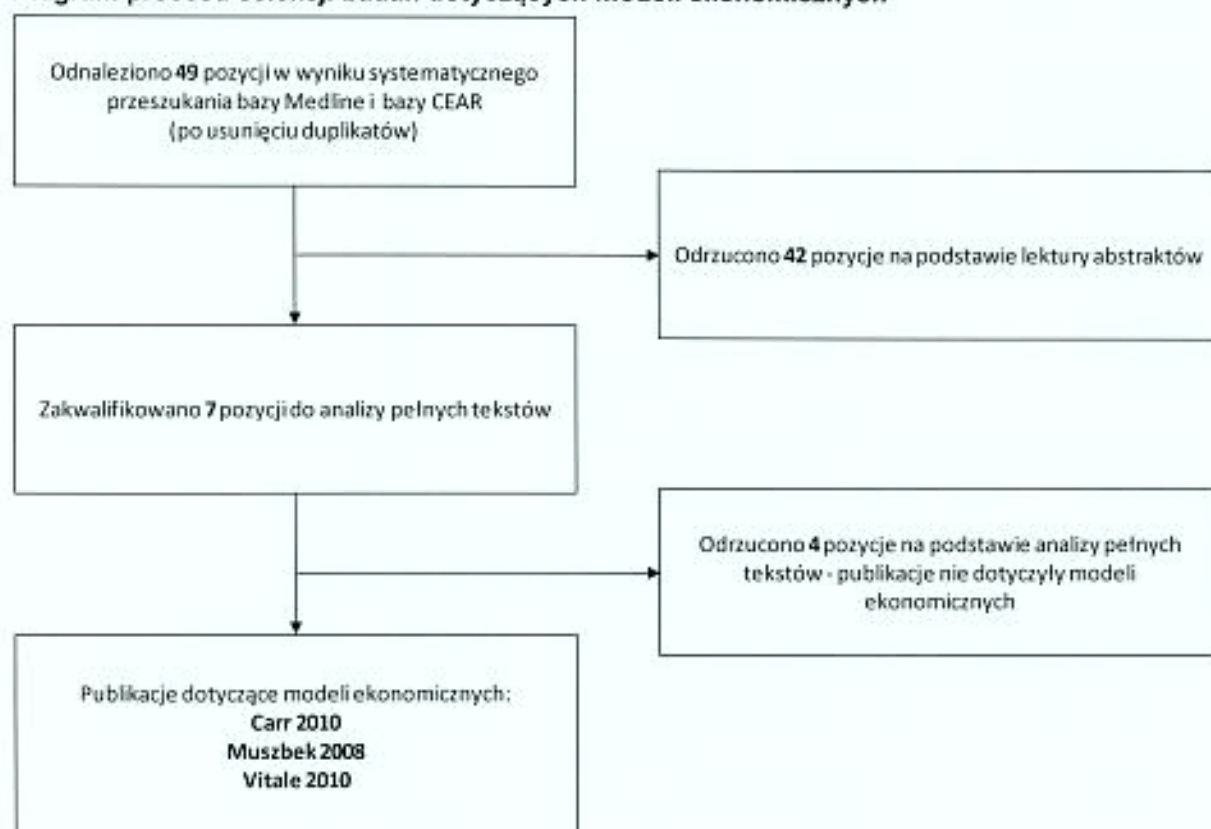 Odnaleziono 49 pozycji w wyniku systematycznego
przeszukania bazy Medline i bazy CEAR
(po usunięciu duplikatów)
Odrzucono 42 pozycje na podstawie lektury abstraktów
Zakwalifikowano 7 pozycji do analizy pełnych tekstów
Odrzucono 4 pozycje na podstawie analizy pełnych
tekstów - publikacje nie dotyczyły modeli
ekonomicznych
Publikacje dotyczące modeli ekonomicznych:
Carr 2010
Muszbek 2008
Vitale 2010